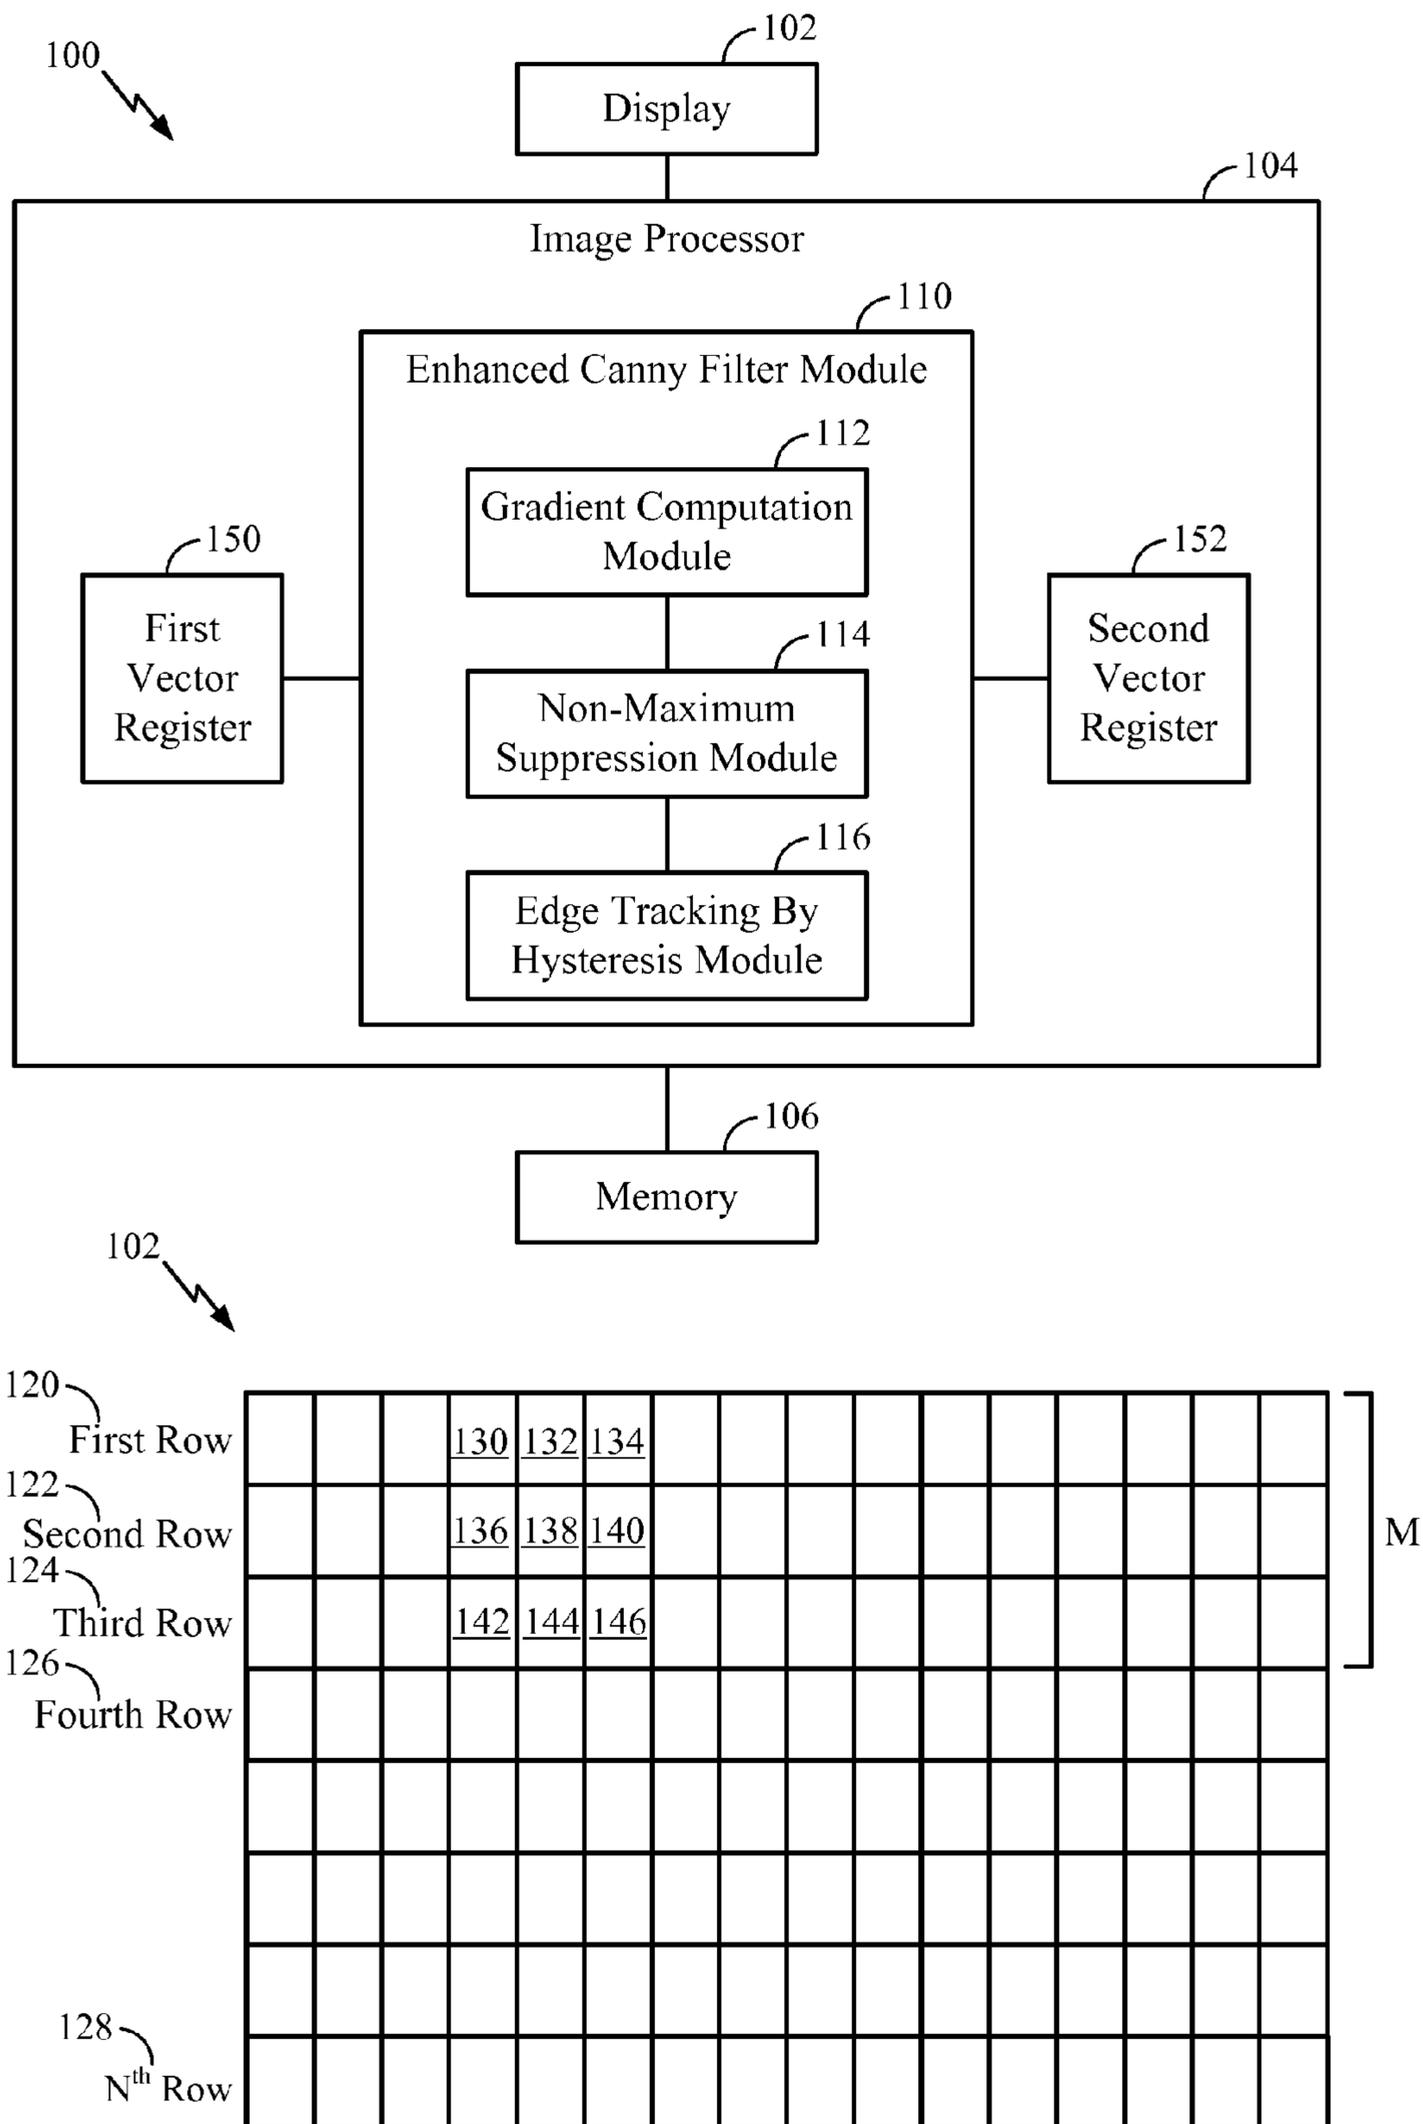 100
102
Display
104
Image Processor
110
Enhanced Canny Filter Module
112
Gradient Computation
Module
150
First
Vector
Register
152
Second
Vector
Register
114
Non-Maximum
Suppression Module
116
Edge Tracking By
Hysteresis Module
106
Memory
102
120
First Row
130 132 134
122
Second Row
136 138 140
M
124
Third Row
142 144 146
126
Fourth Row
128
Nth Row